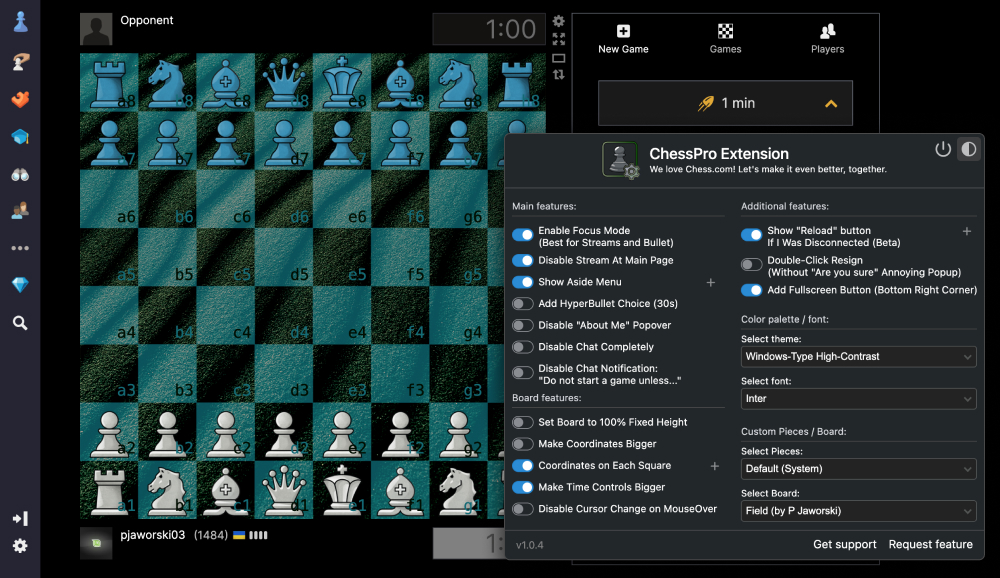 Opponent
1:00
New Game
Games
Players
1 min
a8 b8 c8 d8 e8 f8 g8 h8
a7 b7 c7 d7 e7 f7 g7
a6 b6 c6 d6 e6 f6 g6
a5 b5 c5 d5 e5 f5 g5
a4 b4 c4 d4 e4 f4 g4
a3 b3 c3 d3 e3 f3 g3
a2 b2 c2 d2 e2 f2 g2
a1 b1 c1 d1 e1 f1 g1
pjaworski03 (1484)
1:
ChessPro Extension
We love Chess.com! Let's make it even better, together.
Main features:
Enable Focus Mode
(Best for Streams and Bullet)
Disable Stream At Main Page
Show Aside Menu
Add HyperBullet Choice (30s)
Disable "About Me" Popover
Disable Chat Completely
Disable Chat Notification:
"Do not start a game unless..."
Board features:
Set Board to 100% Fixed Height
Make Coordinates Bigger
Coordinates on Each Square
Make Time Controls Bigger
Disable Cursor Change on MouseOver
Additional features:
Show "Reload" button
If I Was Disconnected (Beta)
Double-Click Resign
(Without "Are you sure" Annoying Popup)
Add Fullscreen Button (Bottom Right Corner)
Color palette / font:
Select theme:
Windows-Type High-Contrast
Select font:
Inter
Custom Pieces / Board:
Select Pieces:
Default (System)
Select Board:
Field (by P Jaworski)
v1.0.4
Get support
Request feature